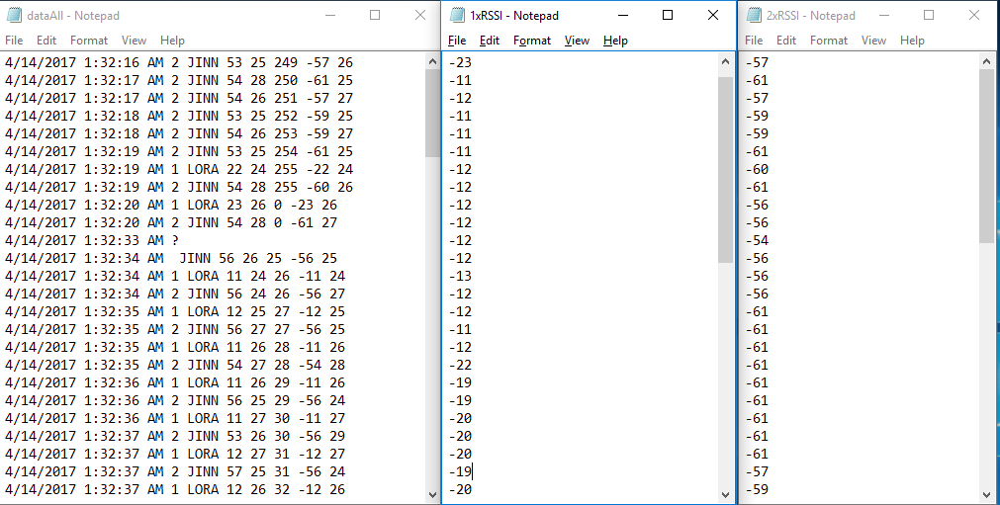 dataAll - Notepad
File Edit Format View Help
4/14/2017 1:32:16 AM 2 JINN 53 25 249 -57 26
4/14/2017 1:32:17 AM 2 JINN 54 28 250 -61 25
4/14/2017 1:32:17 AM 2 JINN 54 26 251 -57 27
4/14/2017 1:32:18 AM 2 JINN 53 25 252 -59 25
4/14/2017 1:32:18 AM 2 JINN 54 26 253 -59 27
4/14/2017 1:32:19 AM 2 JINN 53 25 254 -61 25
4/14/2017 1:32:19 AM 1 LORA 22 24 255 -22 24
4/14/2017 1:32:19 AM 2 JINN 54 28 255 -60 26
4/14/2017 1:32:20 AM 1 LORA 23 26 0 -23 26
4/14/2017 1:32:20 AM 2 JINN 54 28 0 -61 27
4/14/2017 1:32:33 AM ?
4/14/2017 1:32:34 AM  JINN 56 26 25 -56 25
4/14/2017 1:32:34 AM 1 LORA 11 24 26 -11 24
4/14/2017 1:32:34 AM 2 JINN 56 24 26 -56 27
4/14/2017 1:32:35 AM 1 LORA 12 25 27 -12 25
4/14/2017 1:32:35 AM 2 JINN 56 27 27 -56 25
4/14/2017 1:32:35 AM 1 LORA 11 26 28 -11 26
4/14/2017 1:32:35 AM 2 JINN 54 27 28 -54 28
4/14/2017 1:32:36 AM 1 LORA 11 26 29 -11 26
4/14/2017 1:32:36 AM 2 JINN 56 25 29 -56 24
4/14/2017 1:32:36 AM 1 LORA 11 27 30 -11 27
4/14/2017 1:32:37 AM 2 JINN 53 26 30 -56 29
4/14/2017 1:32:37 AM 1 LORA 12 27 31 -12 27
4/14/2017 1:32:37 AM 2 JINN 57 25 31 -56 24
4/14/2017 1:32:37 AM 1 LORA 12 26 32 -12 26
1xRSSI - Notepad
File Edit Format View Help
-23
-11
-12
-11
-11
-11
-12
-12
-12
-12
-12
-12
-13
-12
-12
-11
-12
-22
-19
-19
-20
-20
-20
-19
-20
2xRSSI - Notepad
File Edit Format View Help
-57
-61
-57
-59
-59
-61
-60
-61
-56
-56
-54
-56
-56
-56
-61
-61
-61
-61
-61
-61
-61
-61
-61
-57
-59